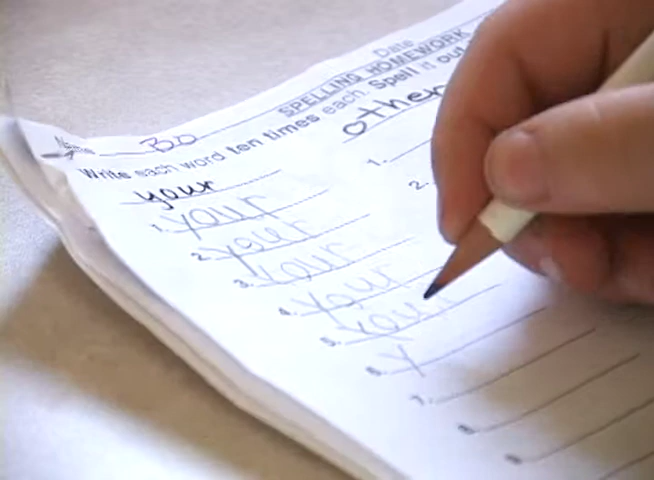 Name Bo Date
SPELLING HOMEWORK
Write each word ten times each. Spell it out
your
other
1. your
2. your
3. your
4. your
5. your
6. y
7.
8.
9.
1.
2.